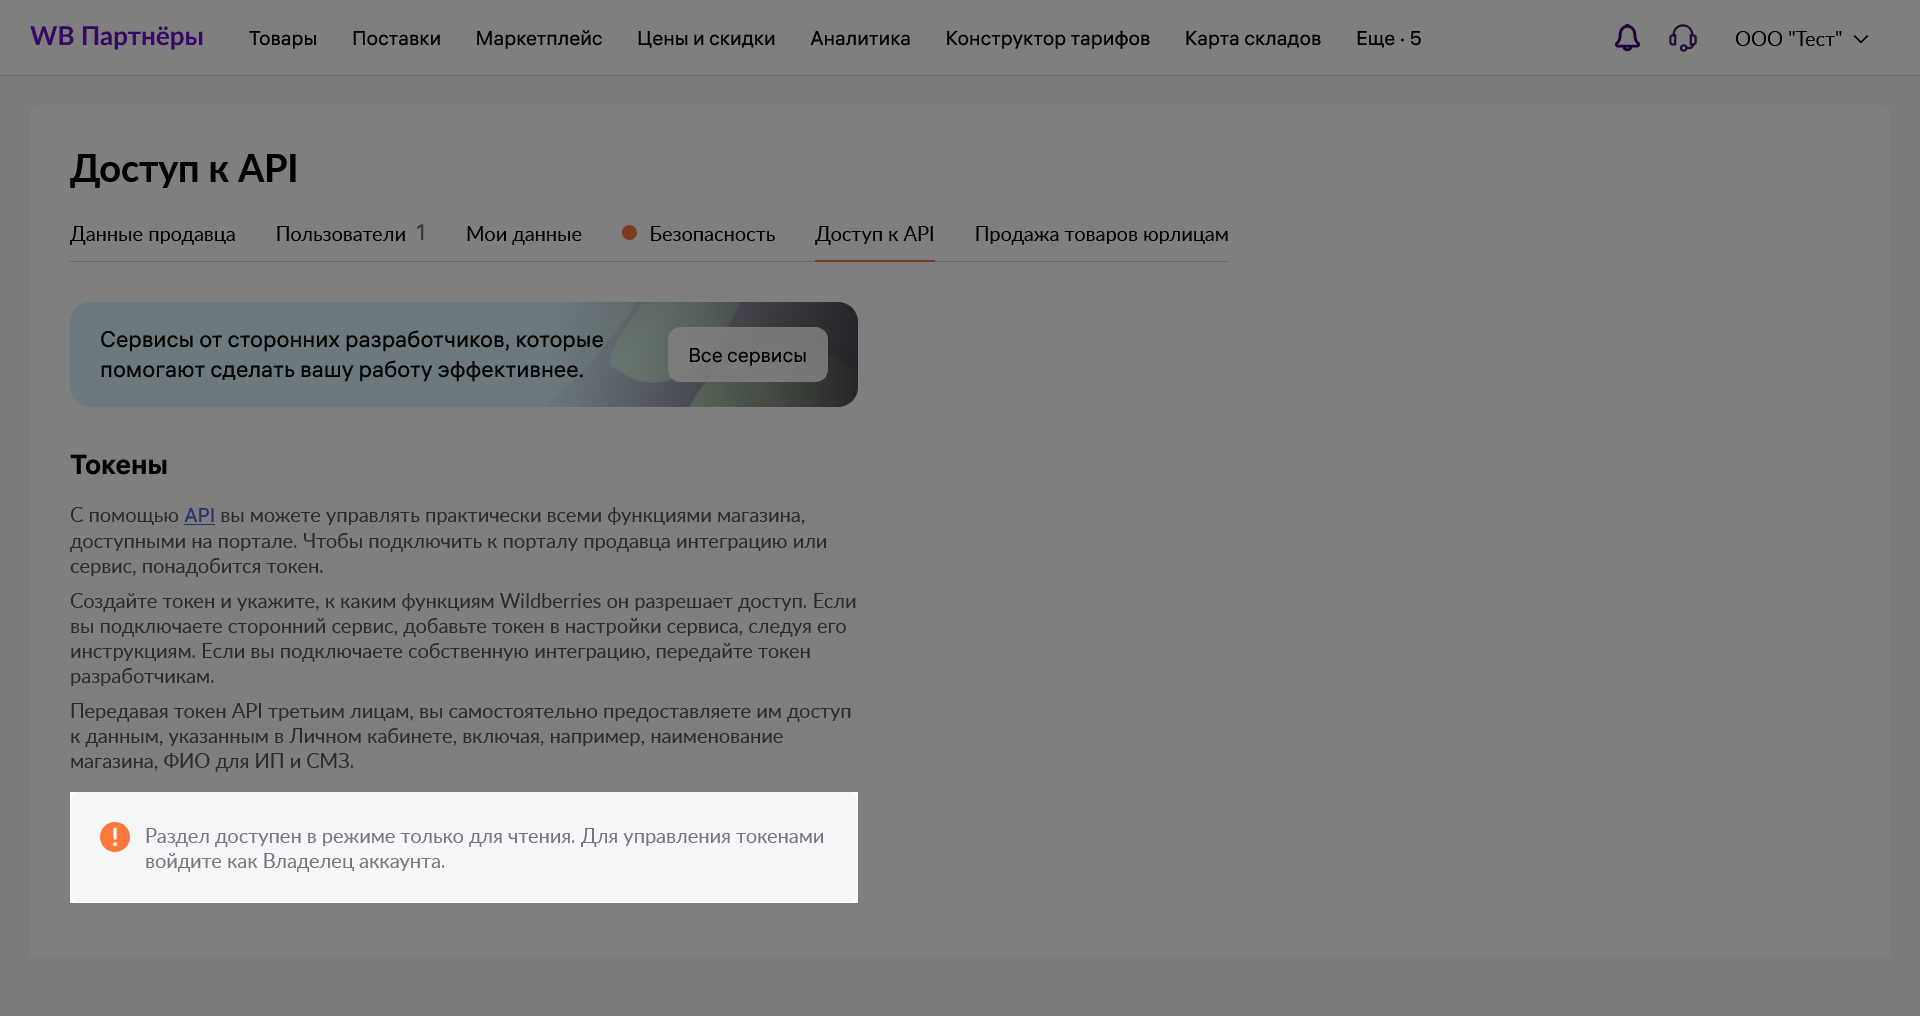 WB Партнёры
Товары
Поставки
Маркетплейс
Цены и скидки
Аналитика
Конструктор тарифов
Карта складов
Еще · 5
ООО "Тест"
Доступ к API
Данные продавца
Пользователи 1
Мои данные
Безопасность
Доступ к API
Продажа товаров юрлицам
Сервисы от сторонних разработчиков, которые
помогают сделать вашу работу эффективнее.
Все сервисы
Токены
С помощью API вы можете управлять практически всеми функциями магазина,
доступными на портале. Чтобы подключить к порталу продавца интеграцию или
сервис, понадобится токен.
Создайте токен и укажите, к каким функциям Wildberries он разрешает доступ. Если
вы подключаете сторонний сервис, добавьте токен в настройки сервиса, следуя его
инструкциям. Если вы подключаете собственную интеграцию, передайте токен
разработчикам.
Передавая токен API третьим лицам, вы самостоятельно предоставляете им доступ
к данным, указанным в Личном кабинете, включая, например, наименование
магазина, ФИО для ИП и СМЗ.
Раздел доступен в режиме только для чтения. Для управления токенами
войдите как Владелец аккаунта.